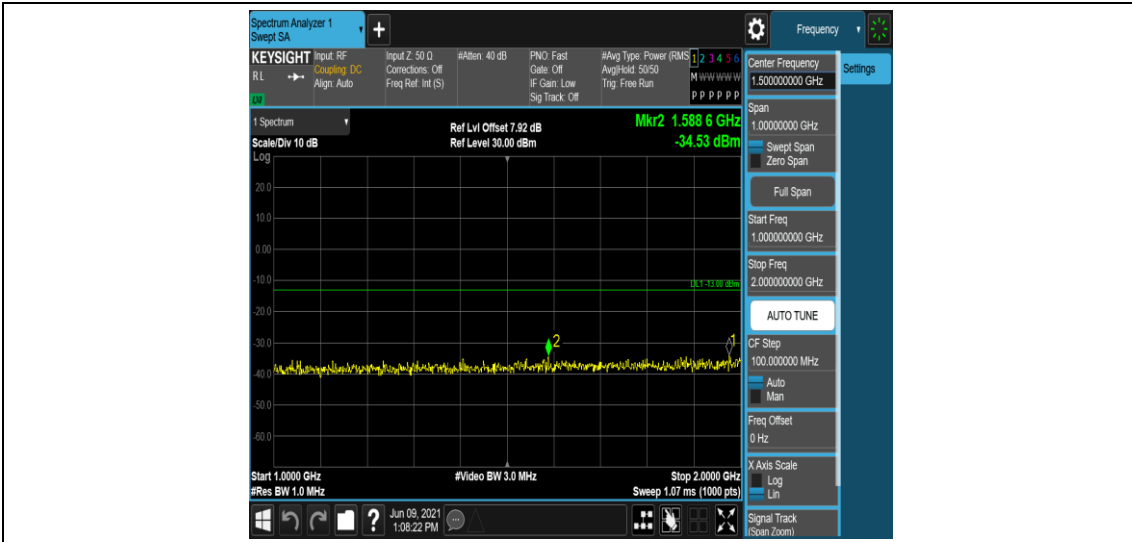 Spectrum Analyzer 1
Swept SA
+
Frequency
KEYSIGHT
RL
LXI
Input: RF
Coupling: DC
Align: Auto
Input Z: 50 Ω
Corrections: Off
Freq Ref: Int (S)
#Atten: 40 dB
PNO: Fast
Gate: Off
IF Gain: Low
Sig Track: Off
#Avg Type: Power (RMS
Avg|Hold: 50/50
Trig: Free Run
1 2 3 4 5 6
M W W W W W
P P P P P P
Center Frequency
1.500000000 GHz
Settings
Span
1.00000000 GHz
Swept Span
Zero Span
Full Span
Start Freq
1.000000000 GHz
Stop Freq
2.000000000 GHz
AUTO TUNE
CF Step
100.000000 MHz
Auto
Man
Freq Offset
0 Hz
X Axis Scale
Log
Lin
Signal Track
(Span Zoom)
1 Spectrum
Scale/Div 10 dB
Log
Ref Lvl Offset 7.92 dB
Ref Level 30.00 dBm
Mkr2 1.588 6 GHz
-34.53 dBm
20.0
10.0
0.00
-10.0
DL1 -13.00 dBm
-20.0
-30.0
2
1
-40.0
-50.0
-60.0
Start 1.0000 GHz
#Video BW 3.0 MHz
Stop 2.0000 GHz
#Res BW 1.0 MHz
Sweep 1.07 ms (1000 pts)
?
Jun 09, 2021
1:08:22 PM